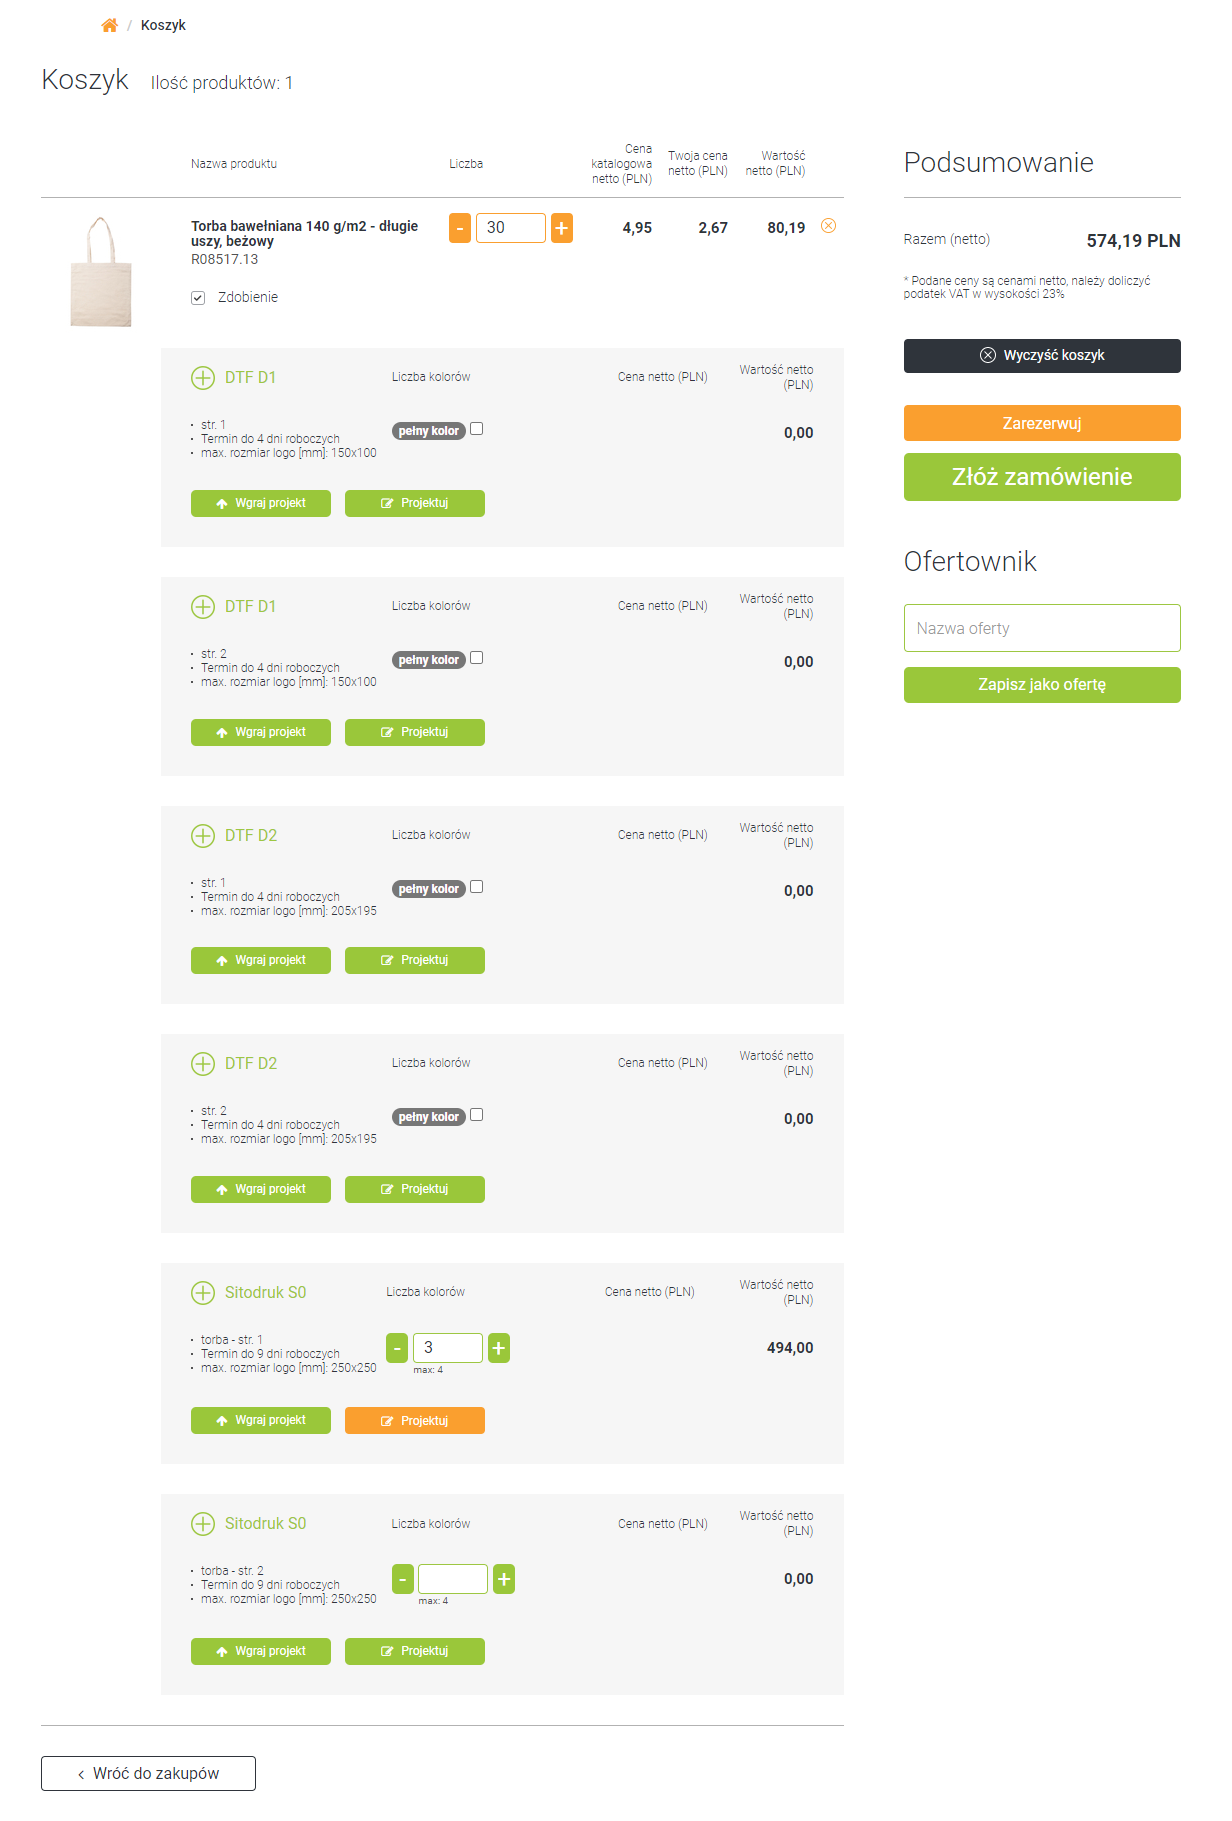 / Koszyk
Koszyk Ilość produktów: 1
Nazwa produktu
Liczba
Cena
katalogowa
netto (PLN)
Twoja cena
netto (PLN)
Wartość
netto (PLN)
Torba bawełniana 140 g/m2 - długie
uszy, beżowy
R08517.13
- 30 +
4,95
2,67
80,19
Zdobienie
DTF D1
Liczba kolorów
Cena netto (PLN)
Wartość netto
(PLN)
str. 1
Termin do 4 dni roboczych
max. rozmiar logo [mm]: 150x100
pełny kolor
0,00
Wgraj projekt
Projektuj
DTF D1
Liczba kolorów
Cena netto (PLN)
Wartość netto
(PLN)
str. 2
Termin do 4 dni roboczych
max. rozmiar logo [mm]: 150x100
pełny kolor
0,00
Wgraj projekt
Projektuj
DTF D2
Liczba kolorów
Cena netto (PLN)
Wartość netto
(PLN)
str. 1
Termin do 4 dni roboczych
max. rozmiar logo [mm]: 205x195
pełny kolor
0,00
Wgraj projekt
Projektuj
DTF D2
Liczba kolorów
Cena netto (PLN)
Wartość netto
(PLN)
str. 2
Termin do 4 dni roboczych
max. rozmiar logo [mm]: 205x195
pełny kolor
0,00
Wgraj projekt
Projektuj
Sitodruk S0
Liczba kolorów
Cena netto (PLN)
Wartość netto
(PLN)
torba - str. 1
Termin do 9 dni roboczych
max. rozmiar logo [mm]: 250x250
- 3 +
max: 4
494,00
Wgraj projekt
Projektuj
Sitodruk S0
Liczba kolorów
Cena netto (PLN)
Wartość netto
(PLN)
torba - str. 2
Termin do 9 dni roboczych
max. rozmiar logo [mm]: 250x250
- +
max: 4
0,00
Wgraj projekt
Projektuj
Wróć do zakupów
Podsumowanie
Razem (netto)
574,19 PLN
* Podane ceny są cenami netto, należy doliczyć
podatek VAT w wysokości 23%
Wyczyść koszyk
Zarezerwuj
Złóż zamówienie
Ofertownik
Nazwa oferty
Zapisz jako ofertę